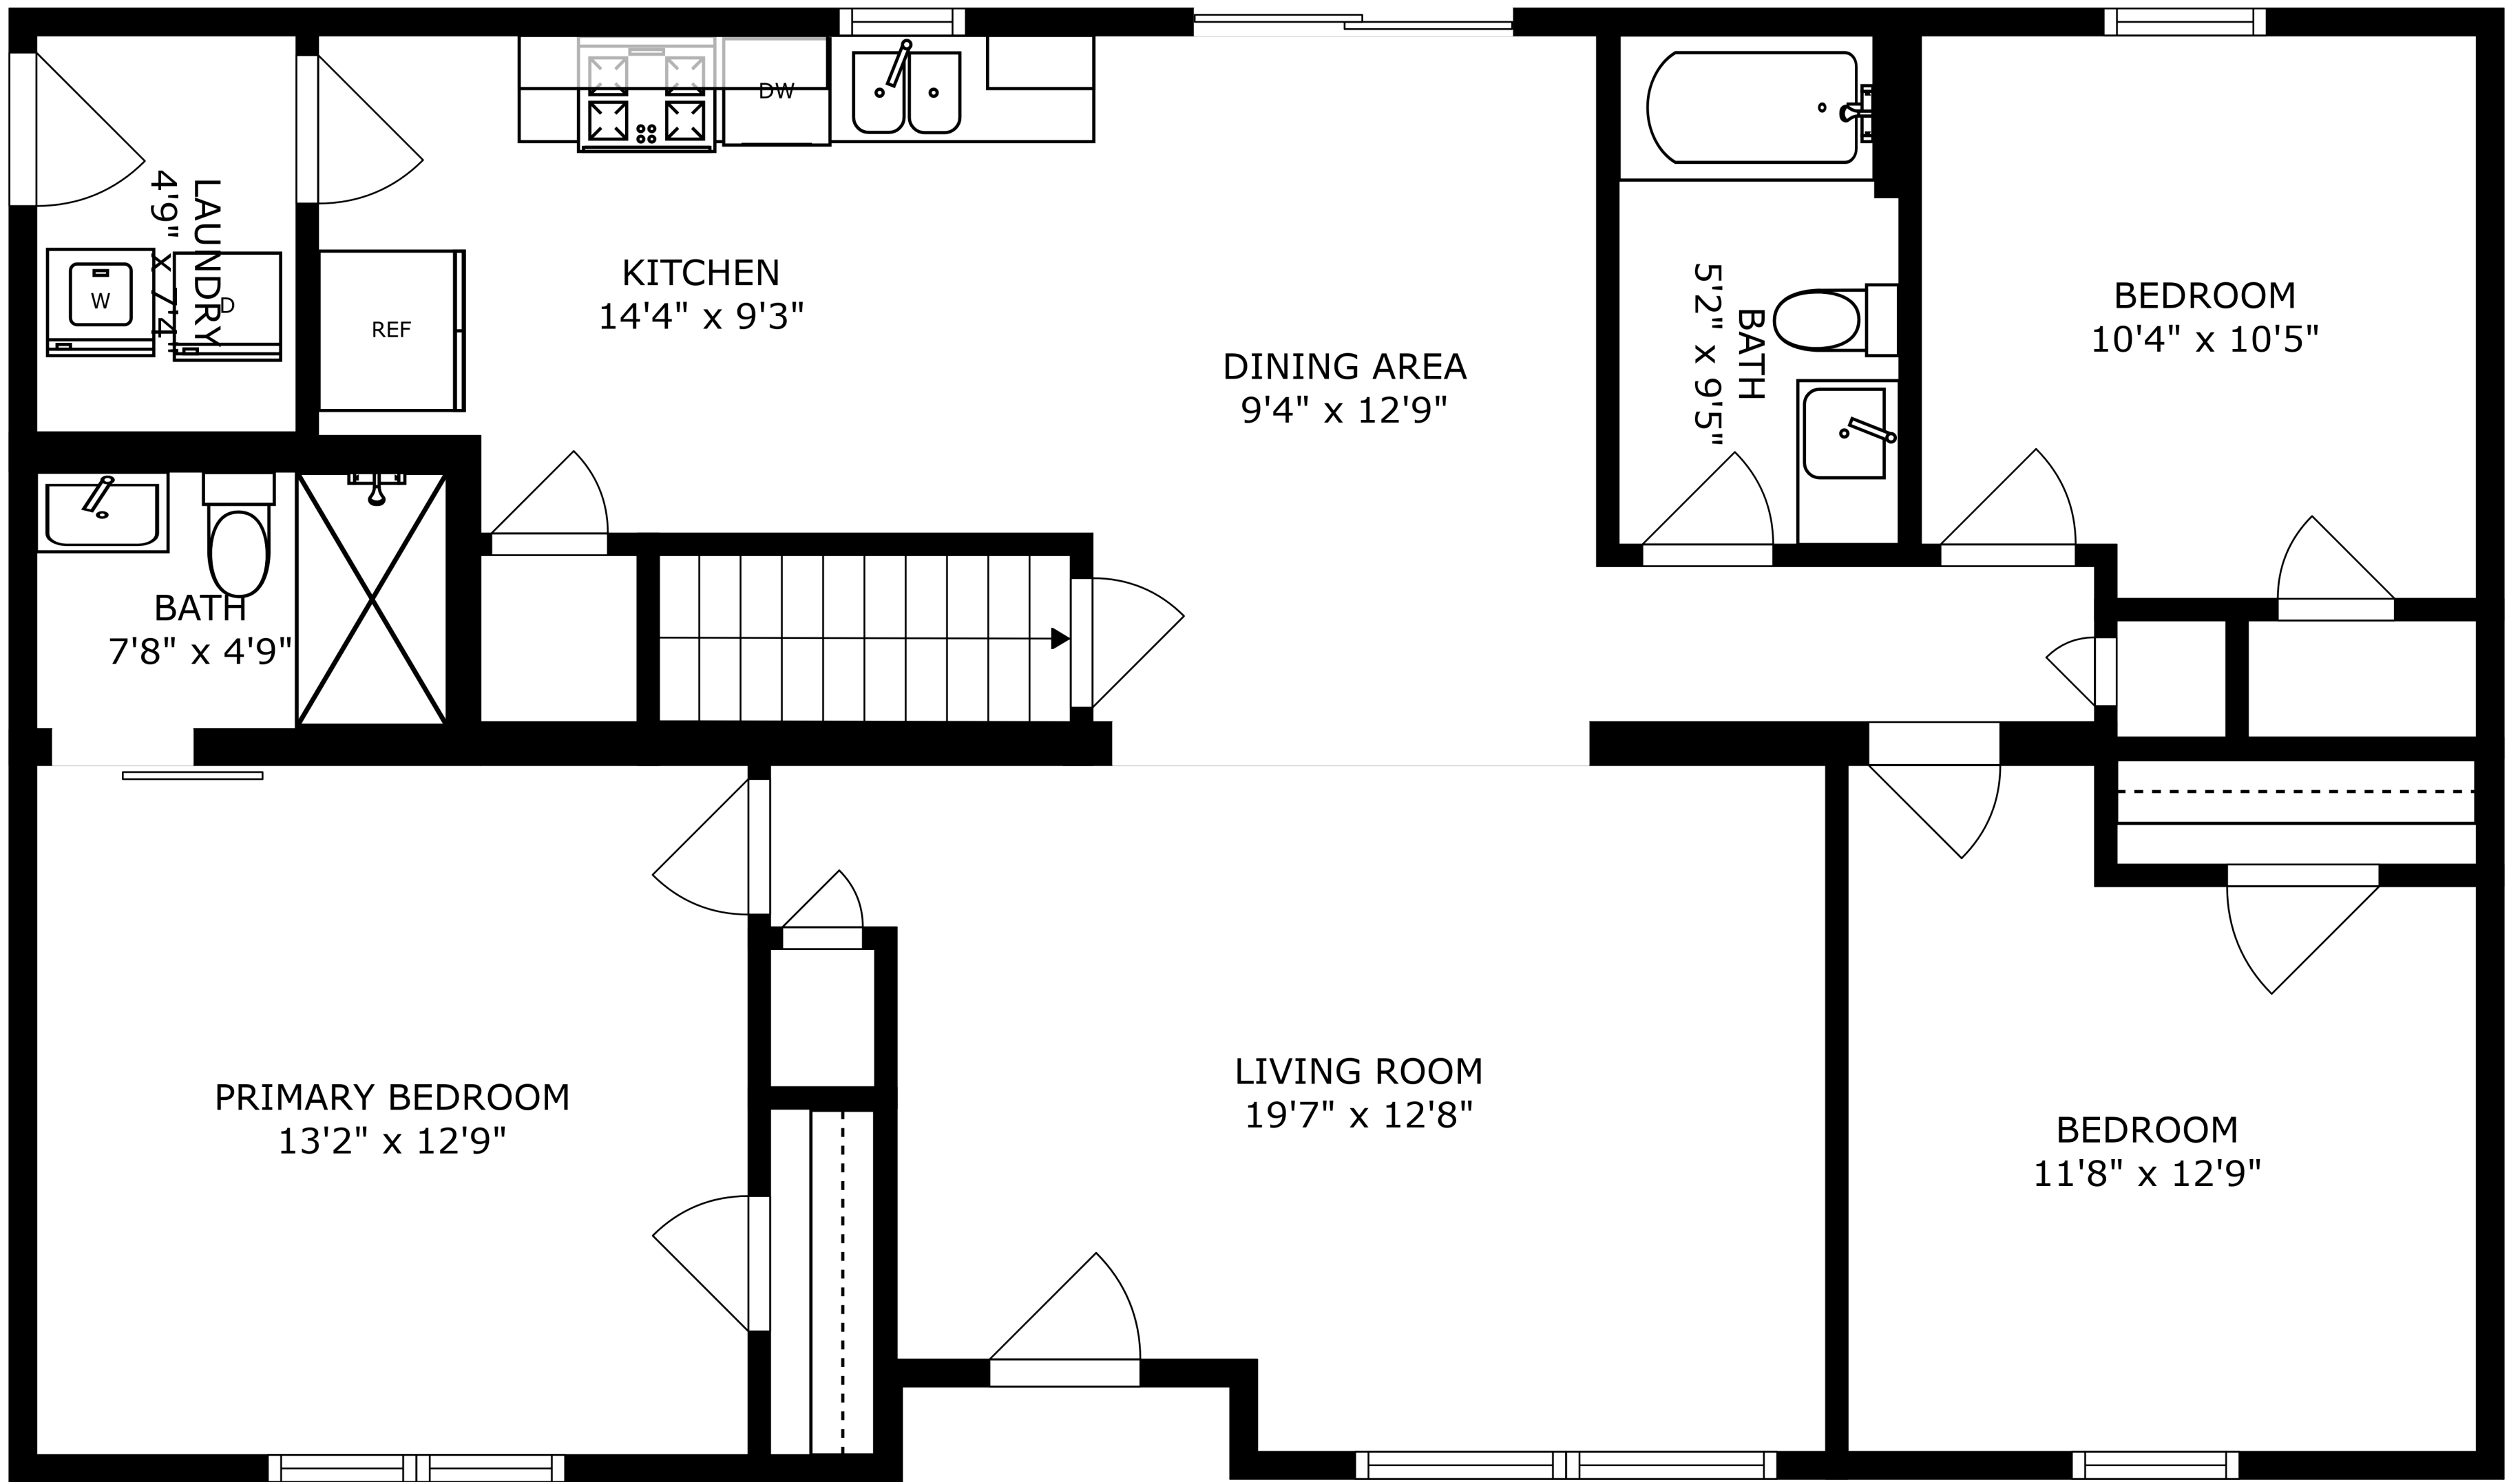 DW
LAUNDRY
4'9" x 7'4"
W
D
REF
KITCHEN
14'4" x 9'3"
DINING AREA
9'4" x 12'9"
BATH
5'2" x 9'5"
BEDROOM
10'4" x 10'5"
BATH
7'8" x 4'9"
PRIMARY BEDROOM
13'2" x 12'9"
LIVING ROOM
19'7" x 12'8"
BEDROOM
11'8" x 12'9"